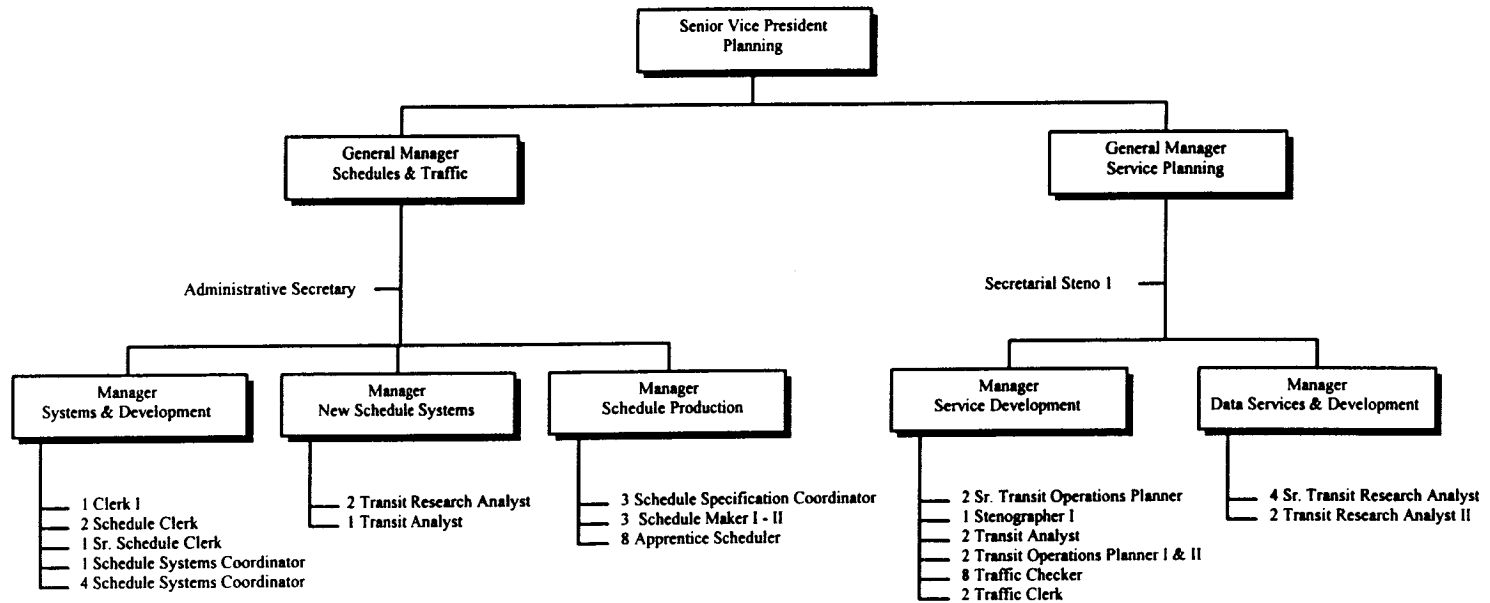 Senior Vice President
Planning
General Manager
Schedules & Traffic
General Manager
Service Planning
Administrative Secretary
Secretarial Steno 1
Manager
Systems & Development
Manager
New Schedule Systems
Manager
Schedule Production
Manager
Service Development
Manager
Data Services & Development
1 Clerk I
2 Schedule Clerk
1 Sr. Schedule Clerk
1 Schedule Systems Coordinator
4 Schedule Systems Coordinator
2 Transit Research Analyst
1 Transit Analyst
3 Schedule Specification Coordinator
3 Schedule Maker I - II
8 Apprentice Scheduler
2 Sr. Transit Operations Planner
1 Stenographer I
2 Transit Analyst
2 Transit Operations Planner I & II
8 Traffic Checker
2 Traffic Clerk
4 Sr. Transit Research Analyst
2 Transit Research Analyst II